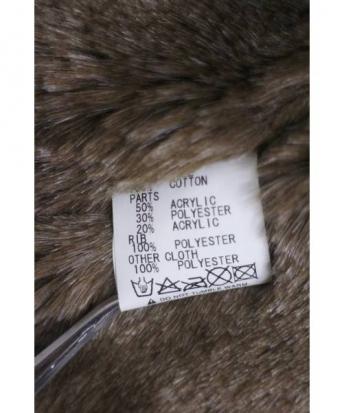 COTTON
PARTS
50% ACRYLIC
30% POLYESTER
20% ACRYLIC
RIB
100% POLYESTER
OTHER CLOTH
100% POLYESTER
DO NOT TUMBLE WARM